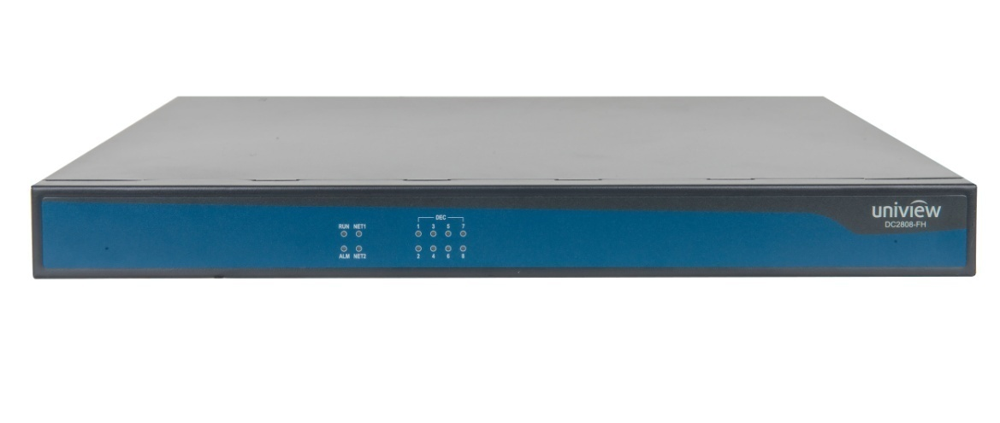 uniview
DC2808-FH
DEC
RUN NET1
1 3 5 7
ALM NET2
2 4 6 8